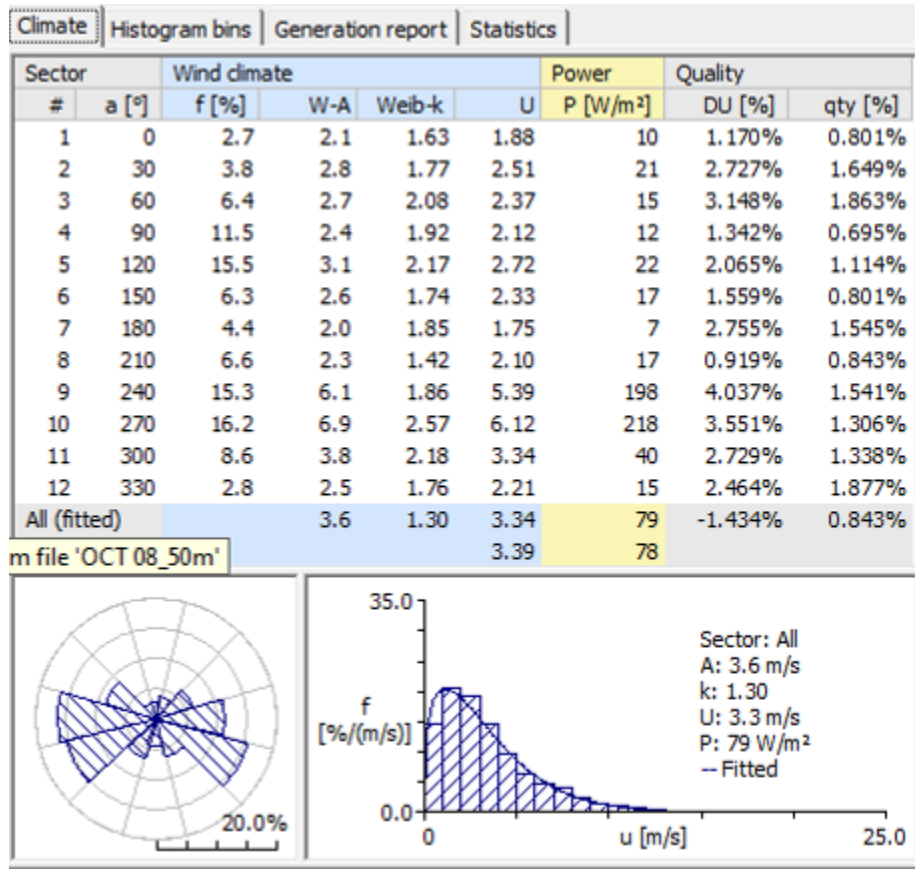 Climate Histogram bins Generation report Statistics
Sector Wind climate Power Quality
# a [°] f [%] W-A Weib-k U P [W/m²] DU [%] qty [%]
1 0 2.7 2.1 1.63 1.88 10 1.170% 0.801%
2 30 3.8 2.8 1.77 2.51 21 2.727% 1.649%
3 60 6.4 2.7 2.08 2.37 15 3.148% 1.863%
4 90 11.5 2.4 1.92 2.12 12 1.342% 0.695%
5 120 15.5 3.1 2.17 2.72 22 2.065% 1.114%
6 150 6.3 2.6 1.74 2.33 17 1.559% 0.801%
7 180 4.4 2.0 1.85 1.75 7 2.755% 1.545%
8 210 6.6 2.3 1.42 2.10 17 0.919% 0.843%
9 240 15.3 6.1 1.86 5.39 198 4.037% 1.541%
10 270 16.2 6.9 2.57 6.12 218 3.551% 1.306%
11 300 8.6 3.8 2.18 3.34 40 2.729% 1.338%
12 330 2.8 2.5 1.76 2.21 15 2.464% 1.877%
All (fitted) 3.6 1.30 3.34 79 -1.434% 0.843%
m file 'OCT 08_50m' 3.39 78
20.0%
35.0
f
[%/(m/s)]
0.0
0 u [m/s] 25.0
Sector: All
A: 3.6 m/s
k: 1.30
U: 3.3 m/s
P: 79 W/m²
-- Fitted